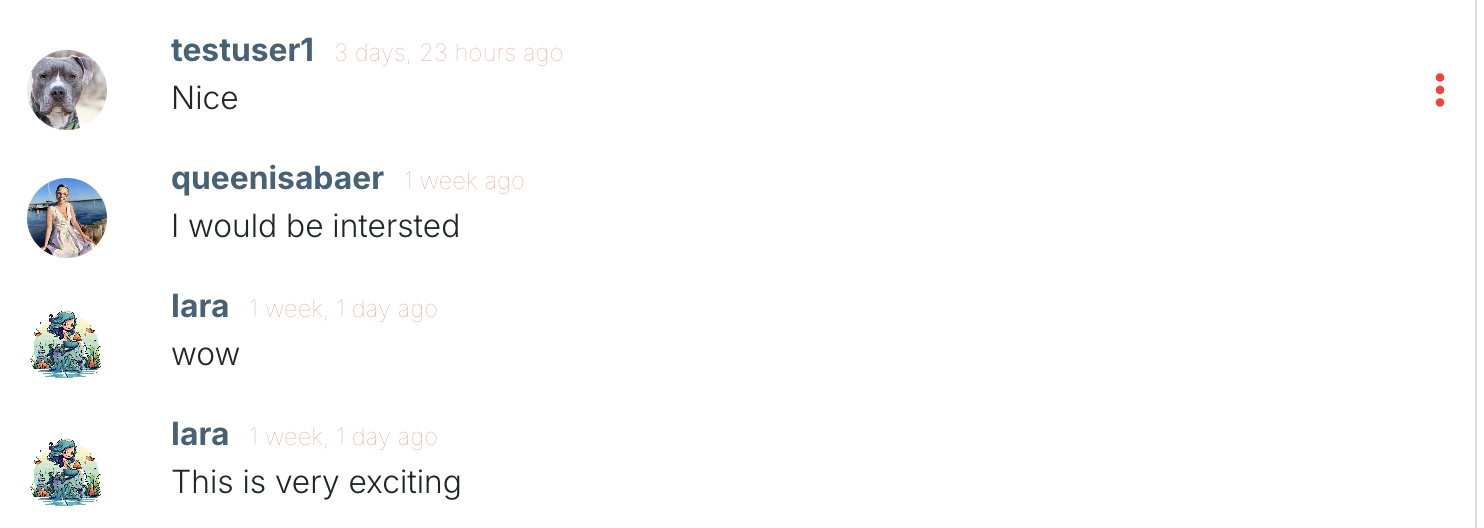 testuser1 3 days, 23 hours ago
Nice
queenisabaer 1 week ago
I would be intersted
lara 1 week, 1 day ago
wow
lara 1 week, 1 day ago
This is very exciting